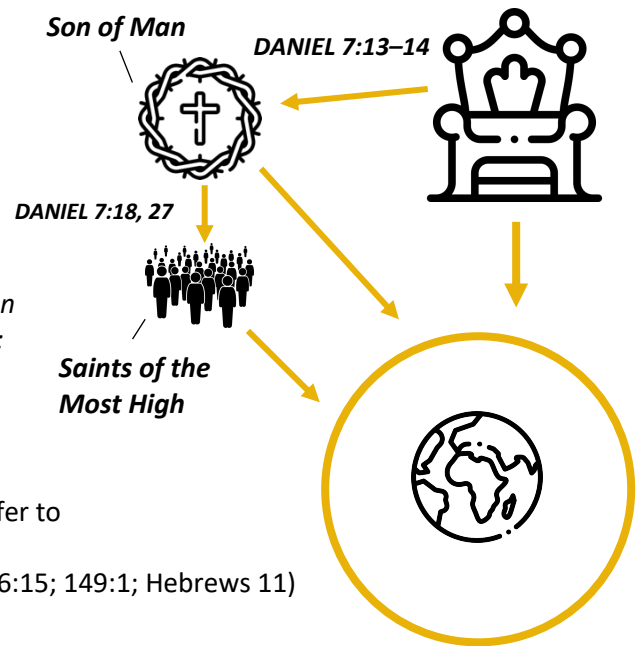 Son of Man
DANIEL 7:13–14
DANIEL 7:18, 27
Saints of the
Most High
fer to
6:15; 149:1; Hebrews 11)